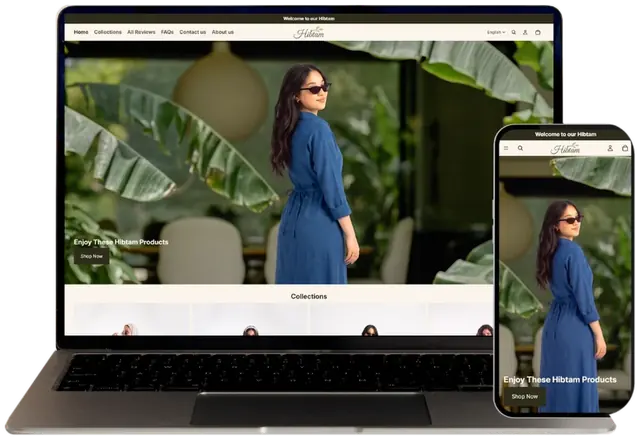 Welcome to our Hibtam
Home Collections All Reviews FAQs Contact us About us
Hibtam
English
Enjoy These Hibtam Products
Shop Now
Collections
Welcome to our Hibtam
Hibtam
Enjoy These Hibtam Products
Shop Now